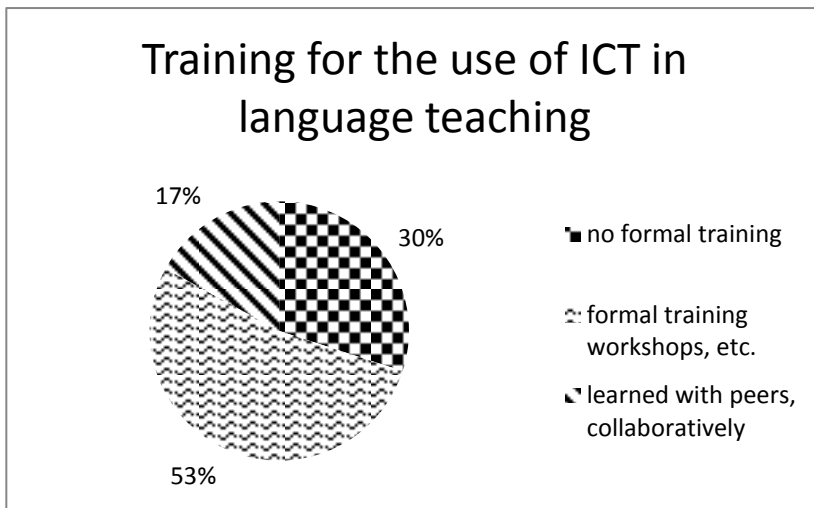 Training for the use of ICT in
language teaching
17%
30%
53%
no formal training
formal training
workshops, etc.
learned with peers,
collaboratively